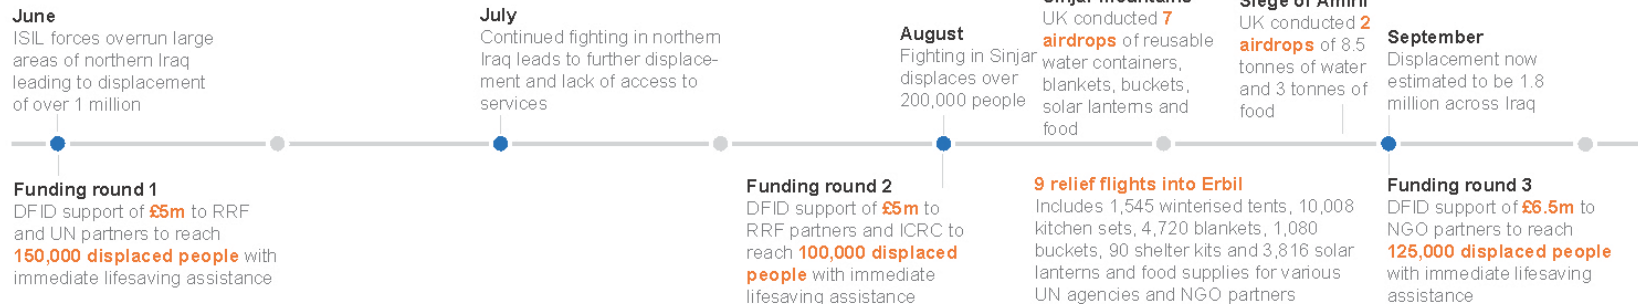 June
ISIL forces overrun large
areas of northern Iraq
leading to displacement
of over 1 million
July
Continued fighting in northern
Iraq leads to further displace-
ment and lack of access to
services
August
Fighting in Sinjar
displaces over
200,000 people
Sinjar mountains
UK conducted 7
airdrops of reusable
water containers,
blankets, buckets,
solar lanterns and
food
Siege of Amirli
UK conducted 2
airdrops of 8.5
tonnes of water
and 3 tonnes of
food
September
Displacement now
estimated to be 1.8
million across Iraq
Funding round 1
DFID support of £5m to RRF
and UN partners to reach
150,000 displaced people with
immediate lifesaving assistance
Funding round 2
DFID support of £5m to
RRF partners and ICRC to
reach 100,000 displaced
people with immediate
lifesaving assistance
9 relief flights into Erbil
Includes 1,545 winterised tents, 10,008
kitchen sets, 4,720 blankets, 1,080
buckets, 90 shelter kits and 3,816 solar
lanterns and food supplies for various
UN agencies and NGO partners
Funding round 3
DFID support of £6.5m to
NGO partners to reach
125,000 displaced people
with immediate lifesaving
assistance